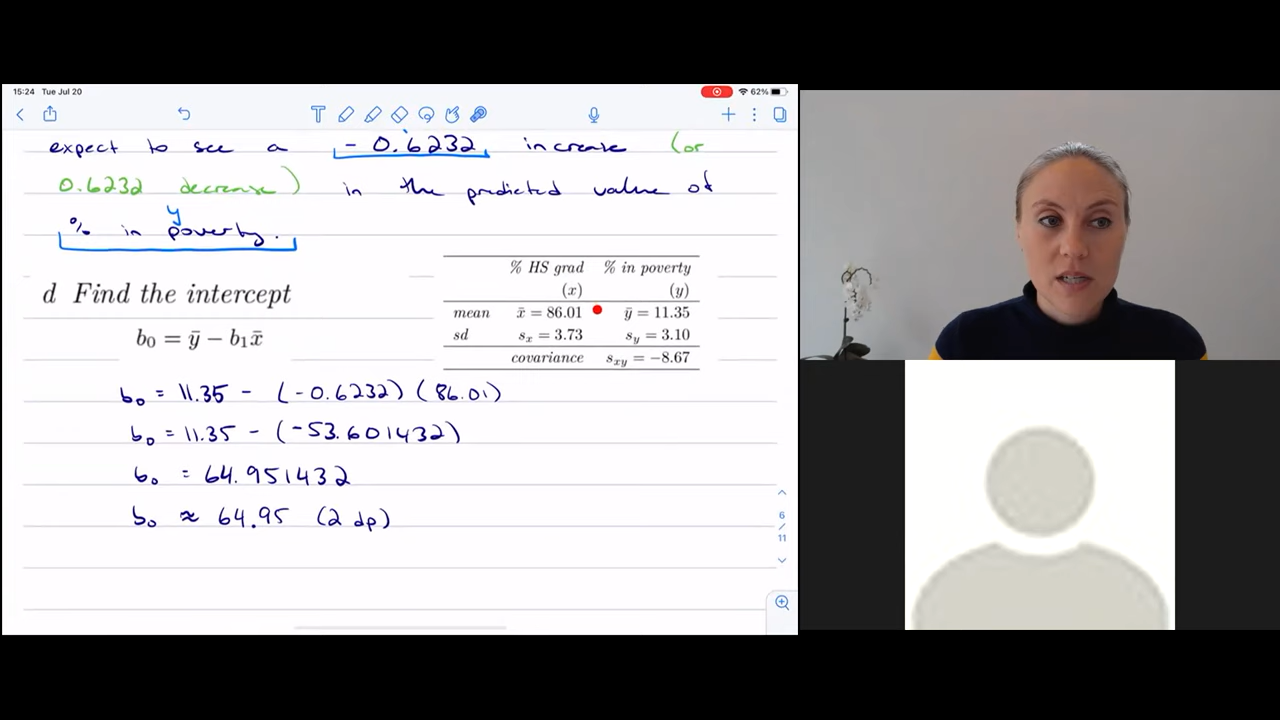 15:24 Tue Jul 20
62%
T
expect to see a - 0.6232 increase (or
0.6232 decrease) in the predicted value of
y
% in poverty.
d Find the intercept
b₀ = ȳ − b₁x̄
% HS grad % in poverty
(x) (y)
mean x̄ = 86.01 ȳ = 11.35
sd sₓ = 3.73 s_y = 3.10
covariance s_xy = −8.67
b₀ = 11.35 - (-0.6232) (86.01)
b₀ = 11.35 - (-53.601432)
b₀ = 64.951432
b₀ ≈ 64.95 (2 dp)
6
/
11